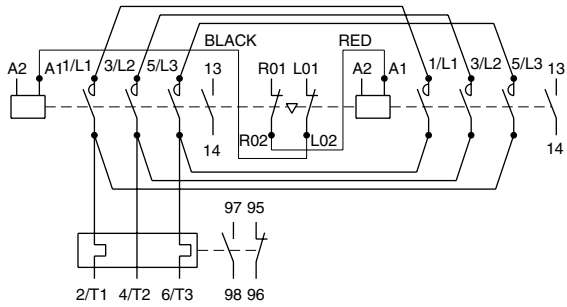 BLACK RED
A2 A1 1/L1 3/L2 5/L3 13 R01 L01 A2 A1 1/L1 3/L2 5/L3 13
14 R02 L02 14
97 95
2/T1 4/T2 6/T3 98 96